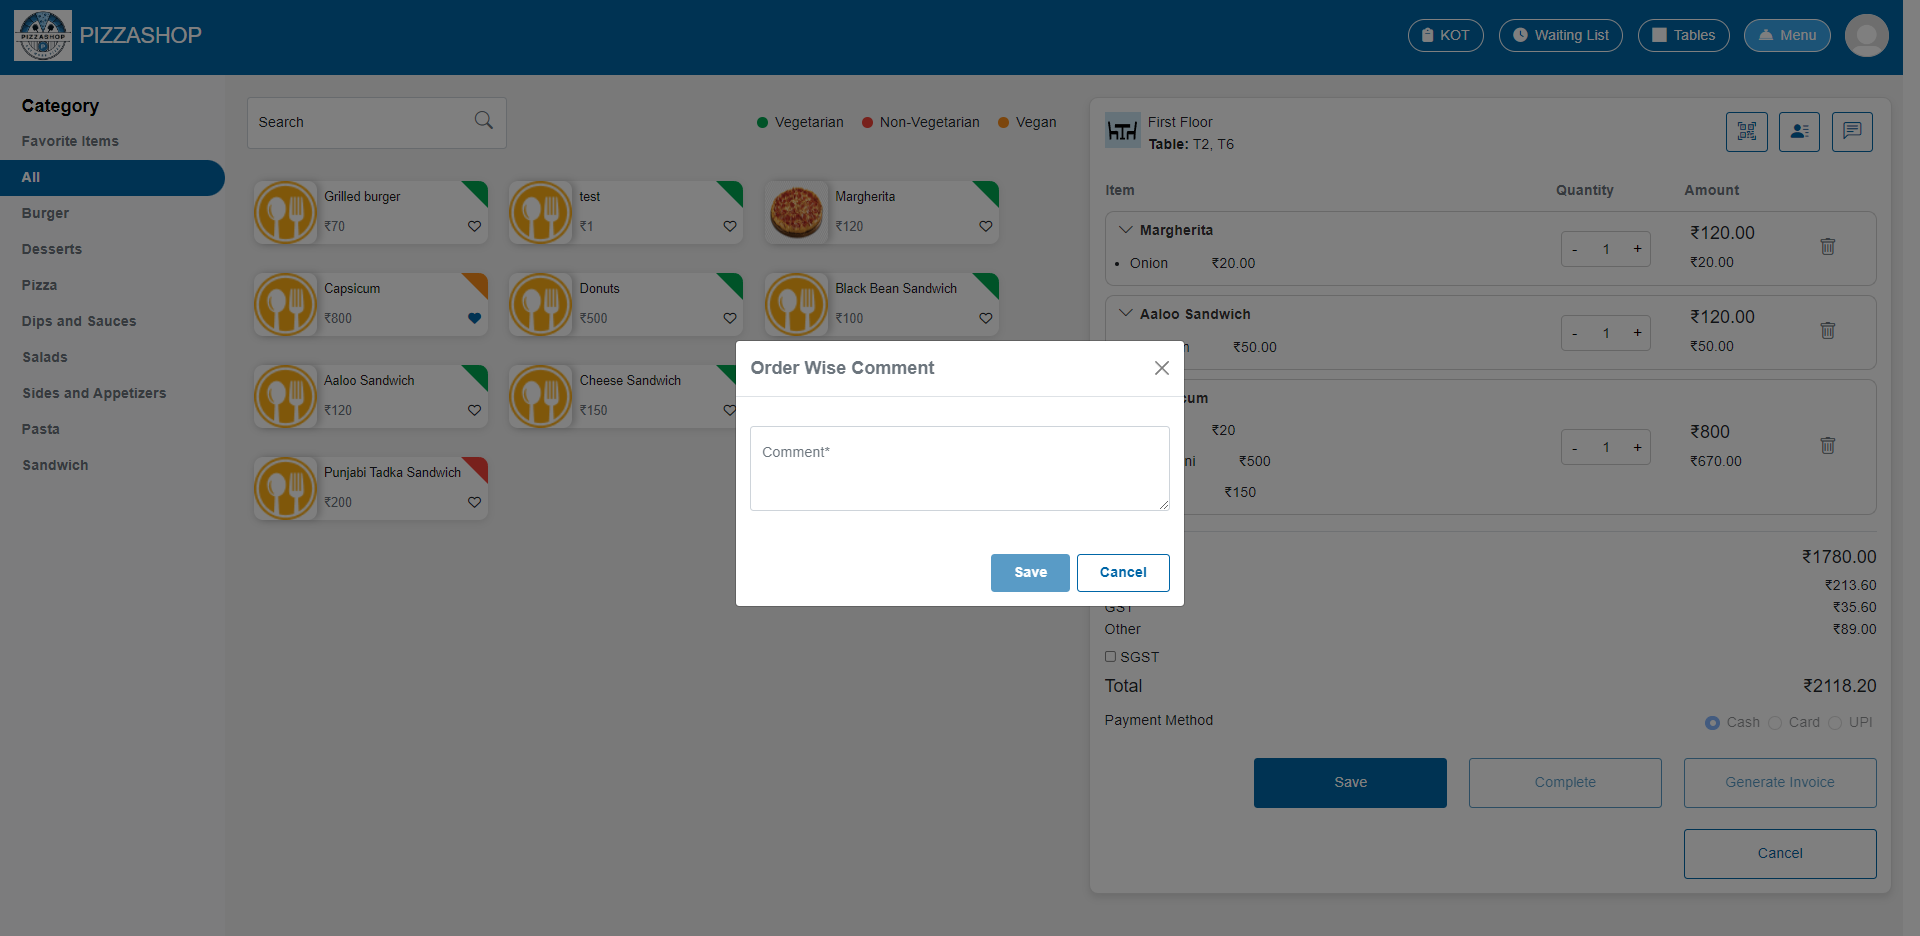 PIZZASHOP
PIZZASHOP
KOT
Waiting List
Tables
Menu
Category
Favorite Items
All
Burger
Desserts
Pizza
Dips and Sauces
Salads
Sides and Appetizers
Pasta
Sandwich
Search
Vegetarian
Non-Vegetarian
Vegan
Grilled burger
₹70
test
₹1
Margherita
₹120
Capsicum
₹800
Donuts
₹500
Black Bean Sandwich
₹100
Aaloo Sandwich
₹120
Cheese Sandwich
₹150
Punjabi Tadka Sandwich
₹200
First Floor
Table: T2, T6
Item Quantity Amount
Margherita
Onion ₹20.00
- 1 +
₹120.00
₹20.00
Aaloo Sandwich
n ₹50.00
- 1 +
₹120.00
₹50.00
cum
₹20
ni ₹500
₹150
- 1 +
₹800
₹670.00
₹1780.00
₹213.60
GST ₹35.60
Other ₹89.00
SGST
Total ₹2118.20
Payment Method Cash Card UPI
Save
Complete
Generate Invoice
Cancel
Order Wise Comment
Comment*
Save
Cancel